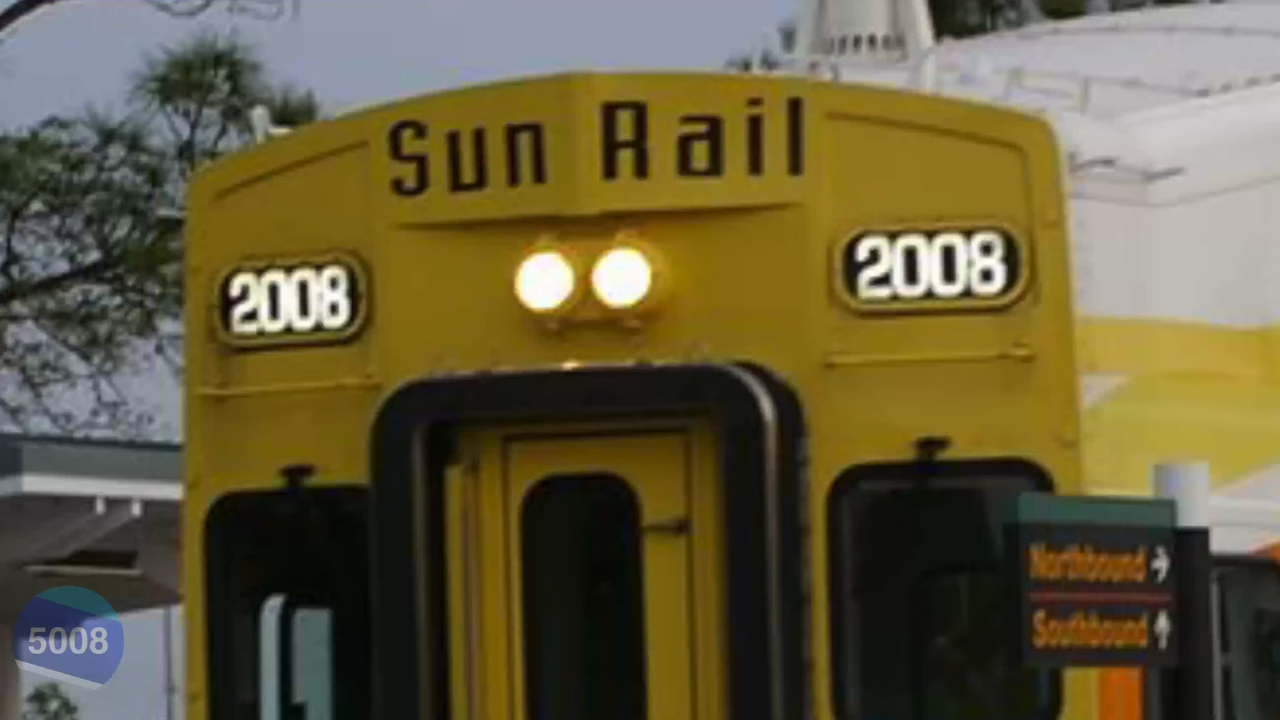 Sun Rail
2008
2008
Northbound →
Southbound ↑
5008